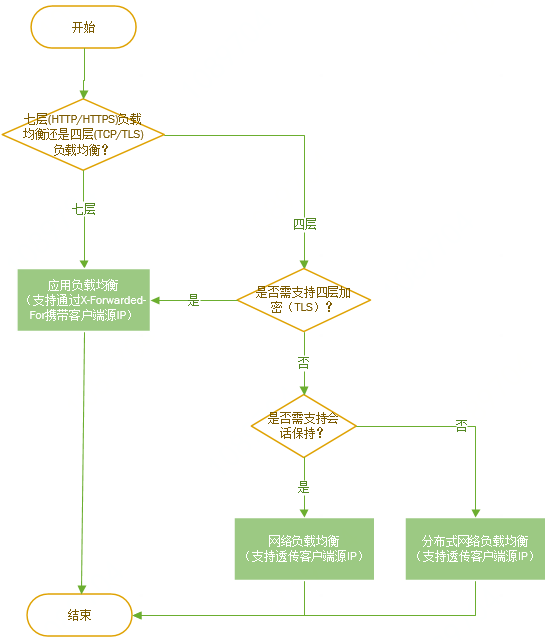 开始
七层(HTTP/HTTPS)负载
均衡还是四层(TCP/TLS)
负载均衡？
七层
四层
应用负载均衡
（支持通过X-Forwarded-
For携带客户端源IP）
是
是否需支持四层加
密（TLS）？
否
是否需支持会
话保持？
否
是
网络负载均衡
（支持透传客户端源IP）
分布式网络负载均衡
（支持透传客户端源IP）
结束